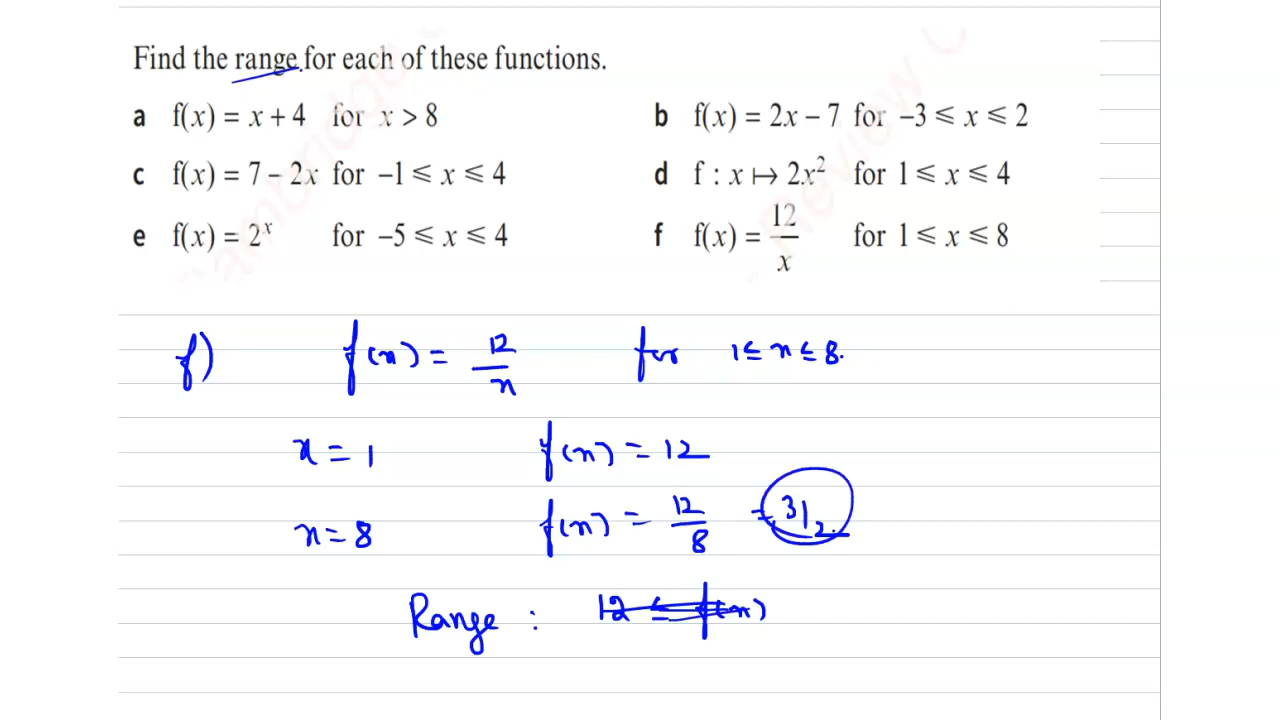 Find the range for each of these functions.
a f(x) = x + 4 for x > 8 b f(x) = 2x – 7 for –3 ⩽ x ⩽ 2
c f(x) = 7 – 2x for –1 ⩽ x ⩽ 4 d f : x ↦ 2x² for 1 ⩽ x ⩽ 4
e f(x) = 2ˣ for –5 ⩽ x ⩽ 4 f f(x) = 12/x for 1 ⩽ x ⩽ 8
f) f(x) = 12/x for 1 ≤ x ≤ 8.
x = 1 f(x) = 12
x = 8 f(x) = 12/8 = 3/2
Range : 12 ≤ f(x)